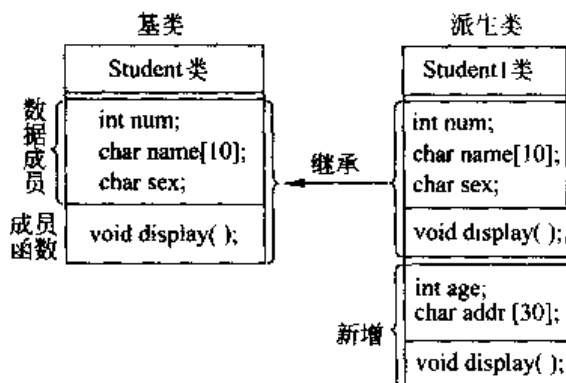 基类
Student类
数据成员
int num;
char name[10];
char sex;
成员
函数
void display( );
继承
派生类
Student1类
int num;
char name[10];
char sex;
void display( );
新增
int age;
char addr [30];
void display( );